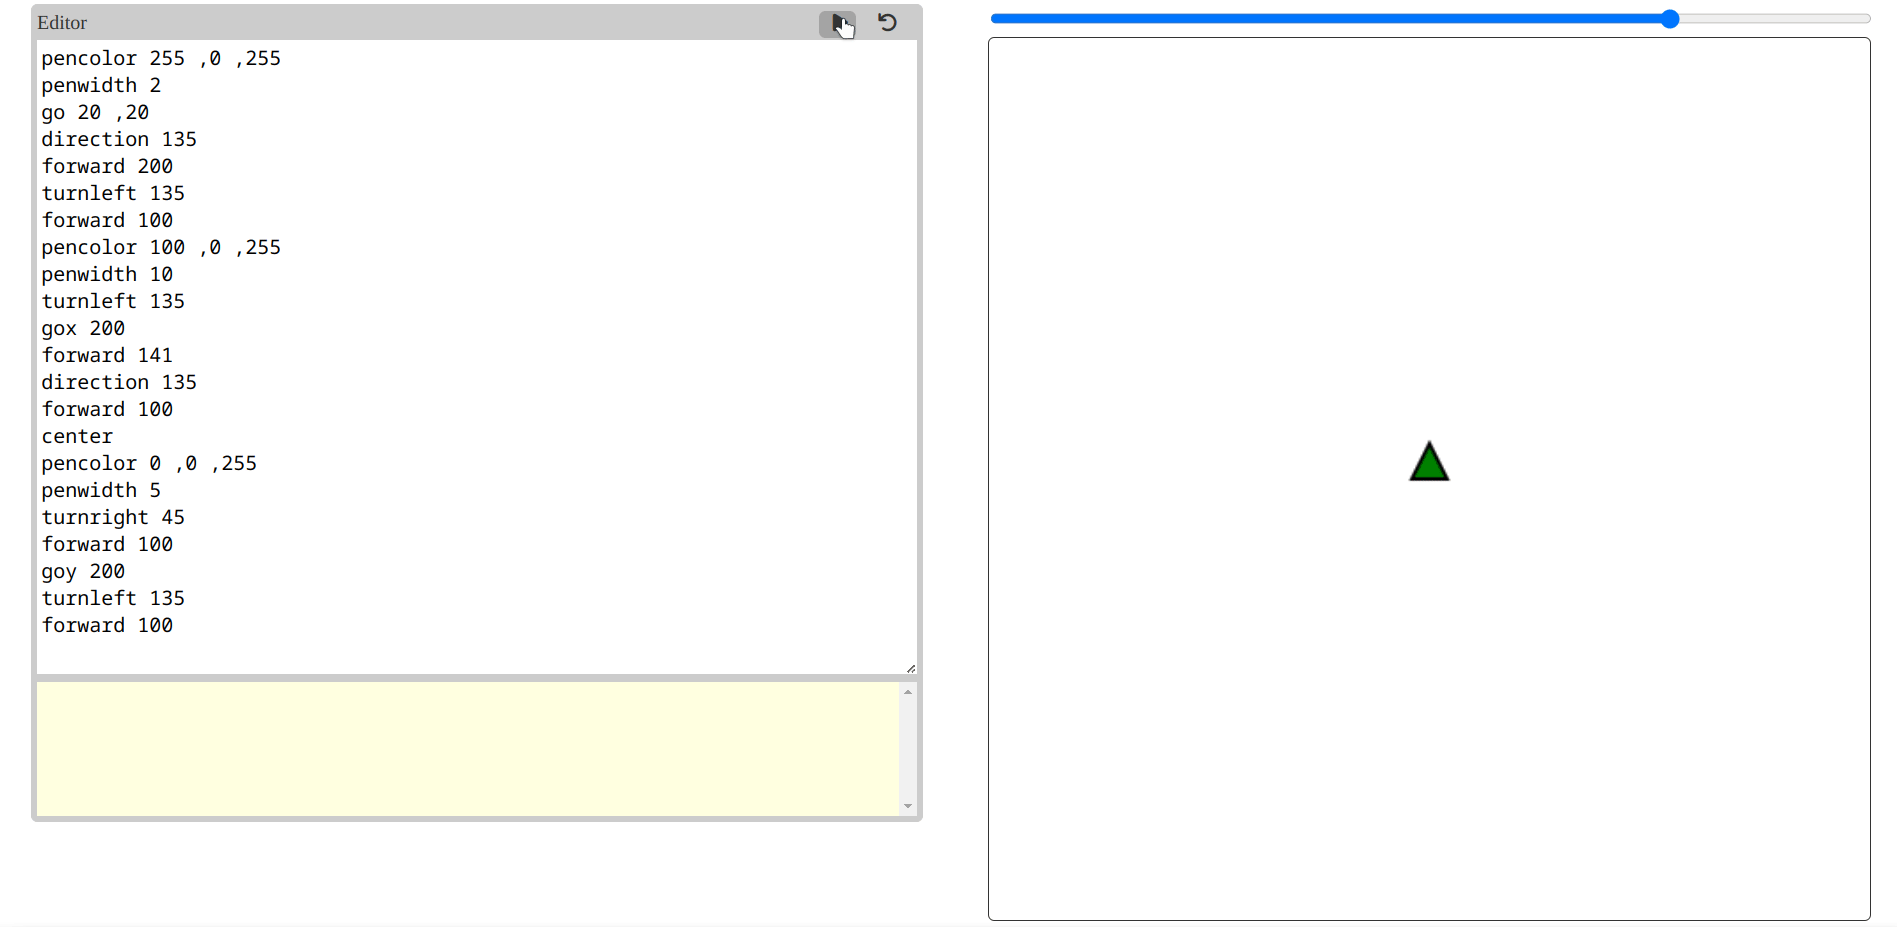 Editor
pencolor 255 ,0 ,255
penwidth 2
go 20 ,20
direction 135
forward 200
turnleft 135
forward 100
pencolor 100 ,0 ,255
penwidth 10
turnleft 135
gox 200
forward 141
direction 135
forward 100
center
pencolor 0 ,0 ,255
penwidth 5
turnright 45
forward 100
goy 200
turnleft 135
forward 100